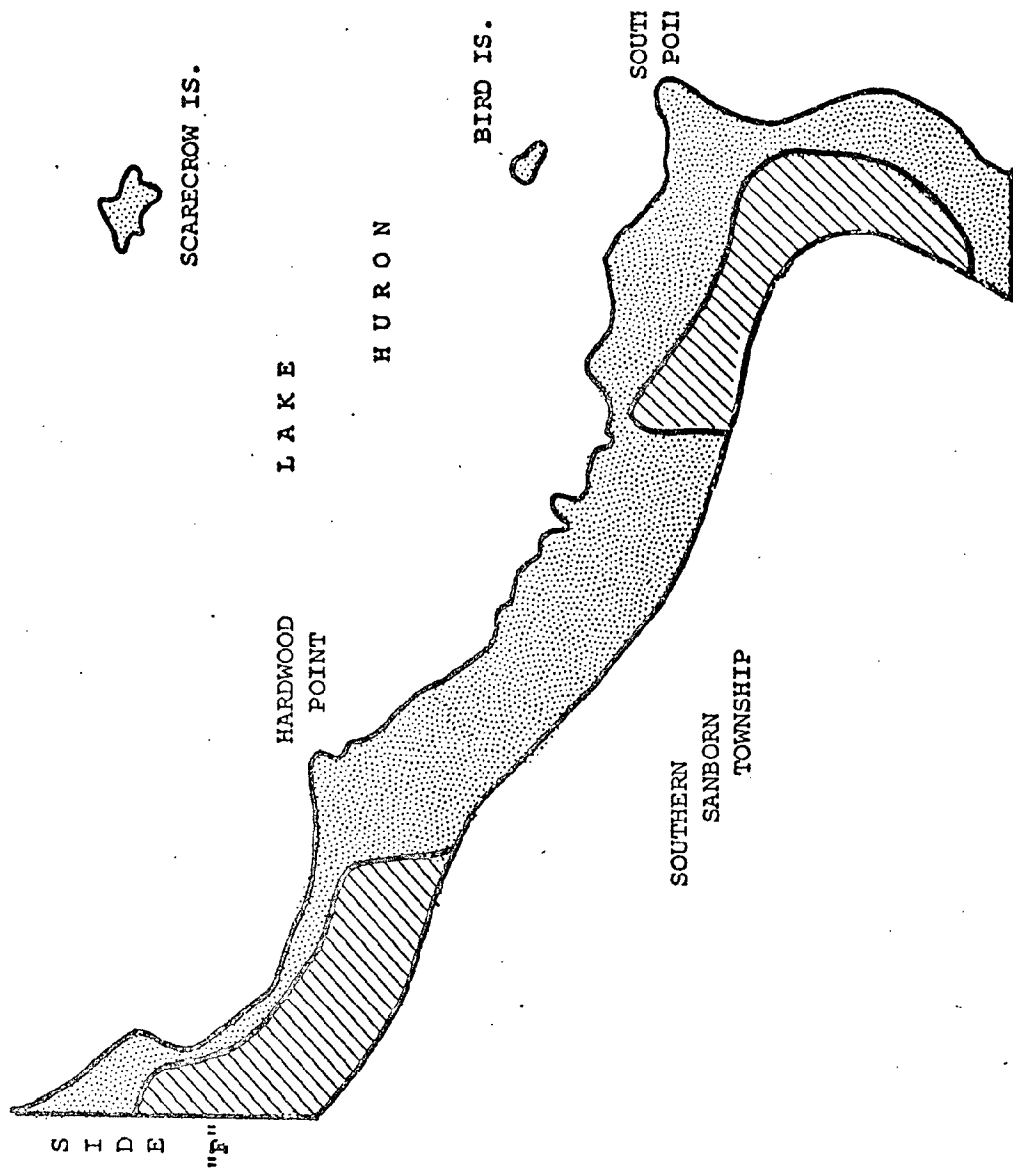 SCARECROW IS.
BIRD IS.
LAKE
HURON
HARDWOOD
POINT
SOUTHERN
SANBORN
TOWNSHIP
SIDE
"F"